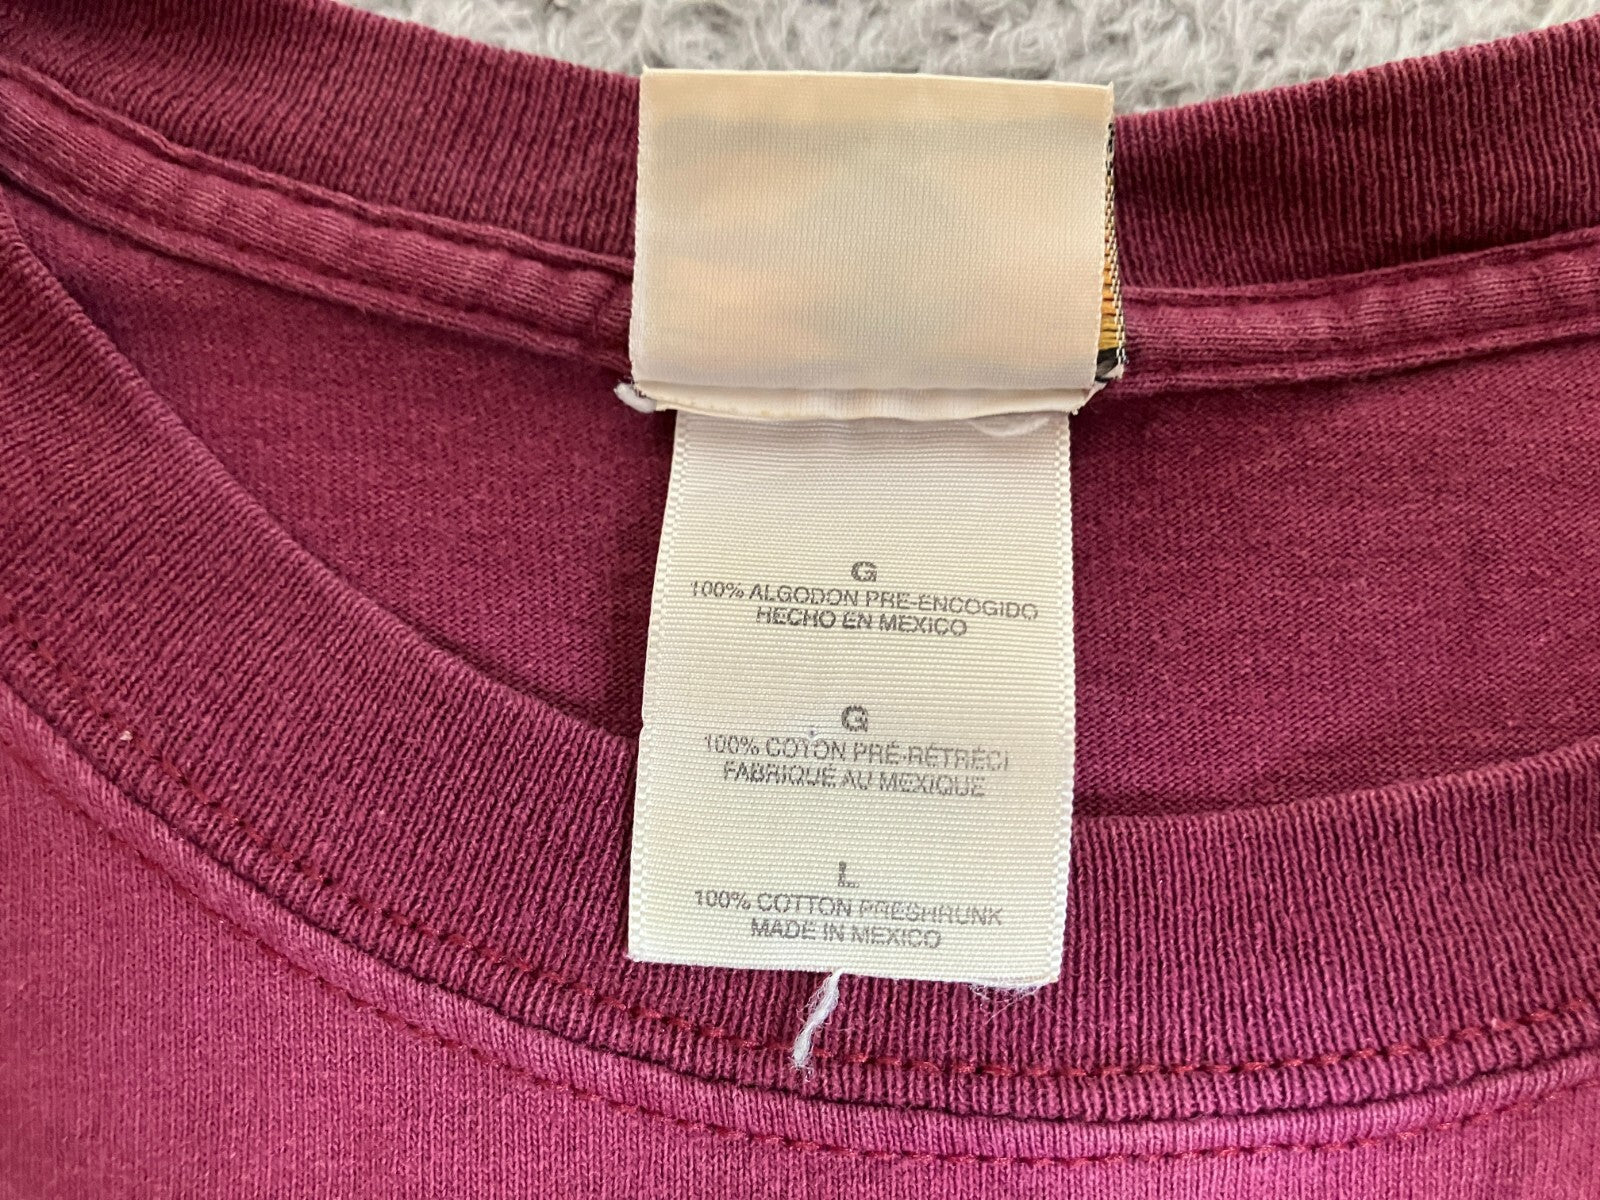 G
100% ALGODON PRE-ENCOGIDO
HECHO EN MEXICO
G
100% COTON PRÉ-RÉTRÉCI
FABRIQUÉ AU MEXIQUE
L
100% COTTON PRESHRUNK
MADE IN MEXICO